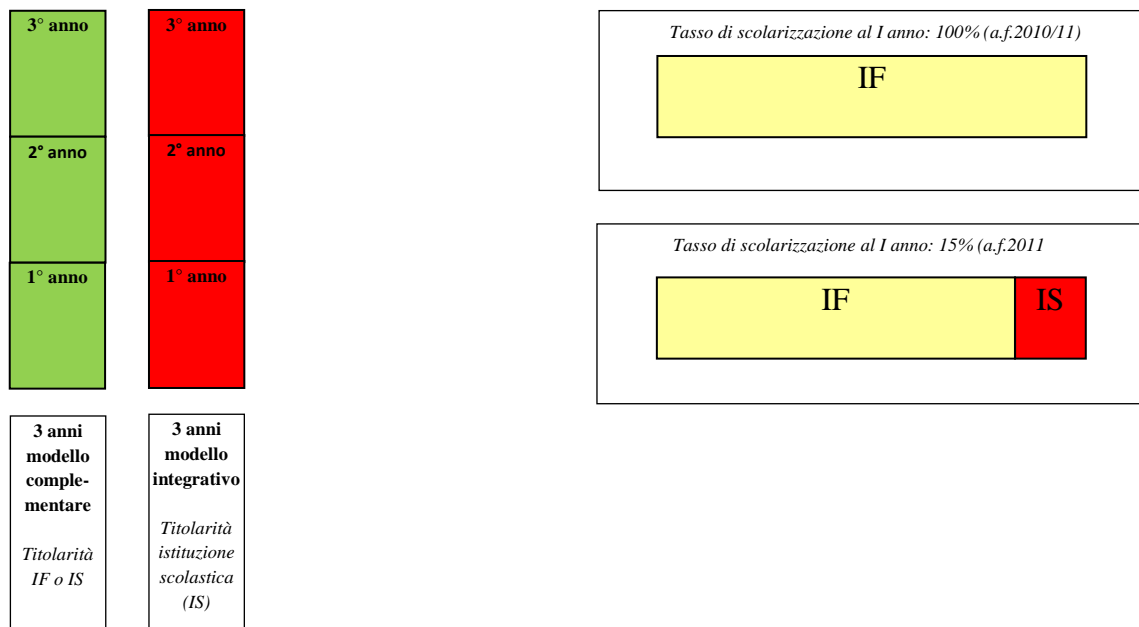 3° anno
2° anno
1° anno
3 anni
modello
comple-
mentare
Titolarità
IF o IS
3° anno
2° anno
1° anno
3 anni
modello
integrativo
Titolarità
istituzione
scolastica
(IS)
Tasso di scolarizzazione al I anno: 100% (a.f.2010/11)
IF
Tasso di scolarizzazione al I anno: 15% (a.f.2011
IF IS